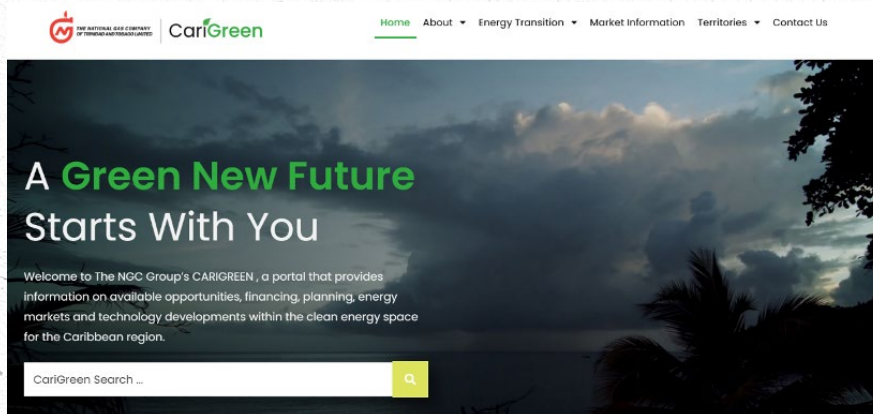 THE NATIONAL GAS COMPANY
OF TRINIDAD AND TOBAGO LIMITED
CariGreen
Home About Energy Transition Market Information Territories Contact Us
A Green New Future
Starts With You
Welcome to The NGC Group's CARIGREEN , a portal that provides
information on available opportunities, financing, planning, energy
markets and technology developments within the clean energy space
for the Caribbean region.
CariGreen Search ...